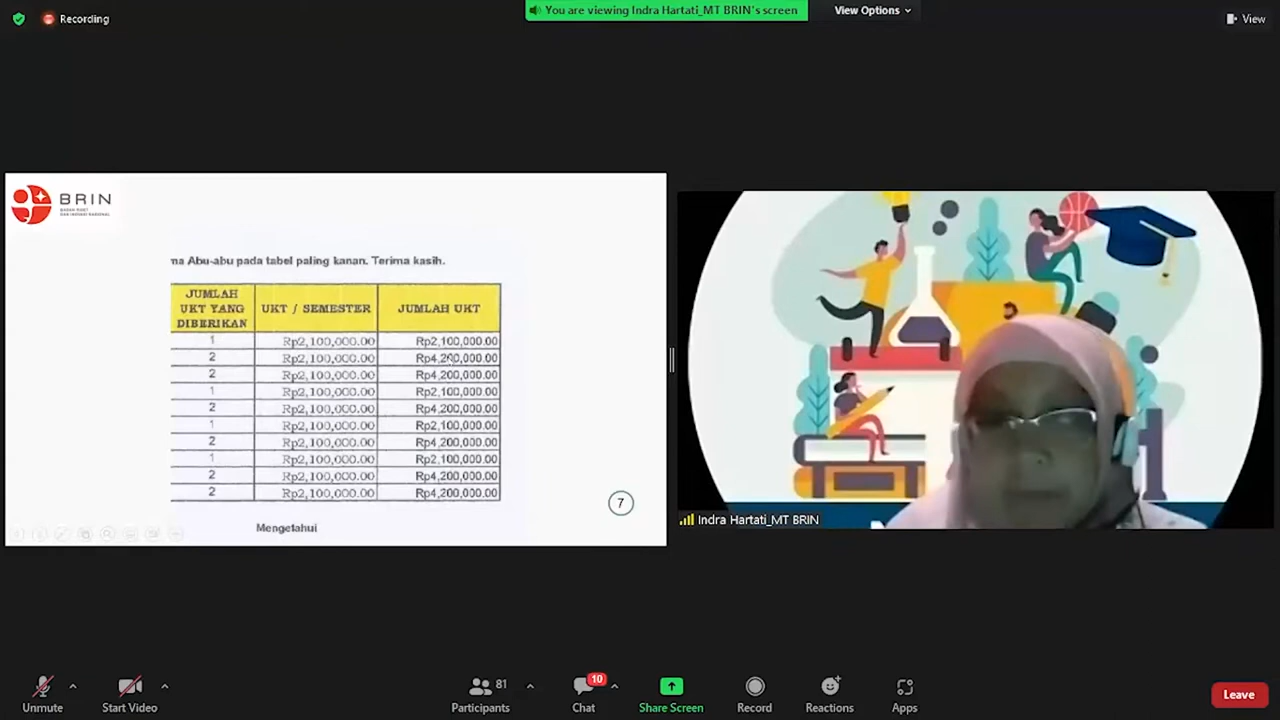 Recording
You are viewing Indra Hartati_MT BRIN's screen
View Options
View
BRIN
BADAN RISET
DAN INOVASI NASIONAL
na Abu-abu pada tabel paling kanan. Terima kasih.
JUMLAH UKT YANG DIBERIKAN UKT / SEMESTER JUMLAH UKT
1 Rp2,100,000.00 Rp2,100,000.00
2 Rp2,100,000.00 Rp4,200,000.00
2 Rp2,100,000.00 Rp4,200,000.00
1 Rp2,100,000.00 Rp2,100,000.00
2 Rp2,100,000.00 Rp4,200,000.00
1 Rp2,100,000.00 Rp2,100,000.00
2 Rp2,100,000.00 Rp4,200,000.00
1 Rp2,100,000.00 Rp2,100,000.00
2 Rp2,100,000.00 Rp4,200,000.00
2 Rp2,100,000.00 Rp4,200,000.00
7
Mengetahui
Indra Hartati_MT BRIN
Unmute
Start Video
81
Participants
10
Chat
Share Screen
Record
Reactions
Apps
Leave